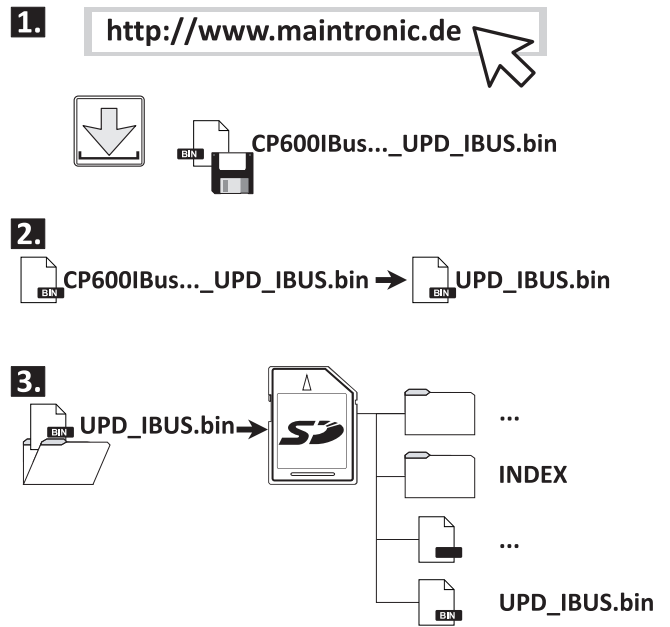 1.
http://www.maintronic.de
BIN
CP600IBus..._UPD_IBUS.bin
2.
BIN
CP600IBus..._UPD_IBUS.bin
BIN
UPD_IBUS.bin
3.
BIN
UPD_IBUS.bin
SD
...
INDEX
...
BIN
UPD_IBUS.bin